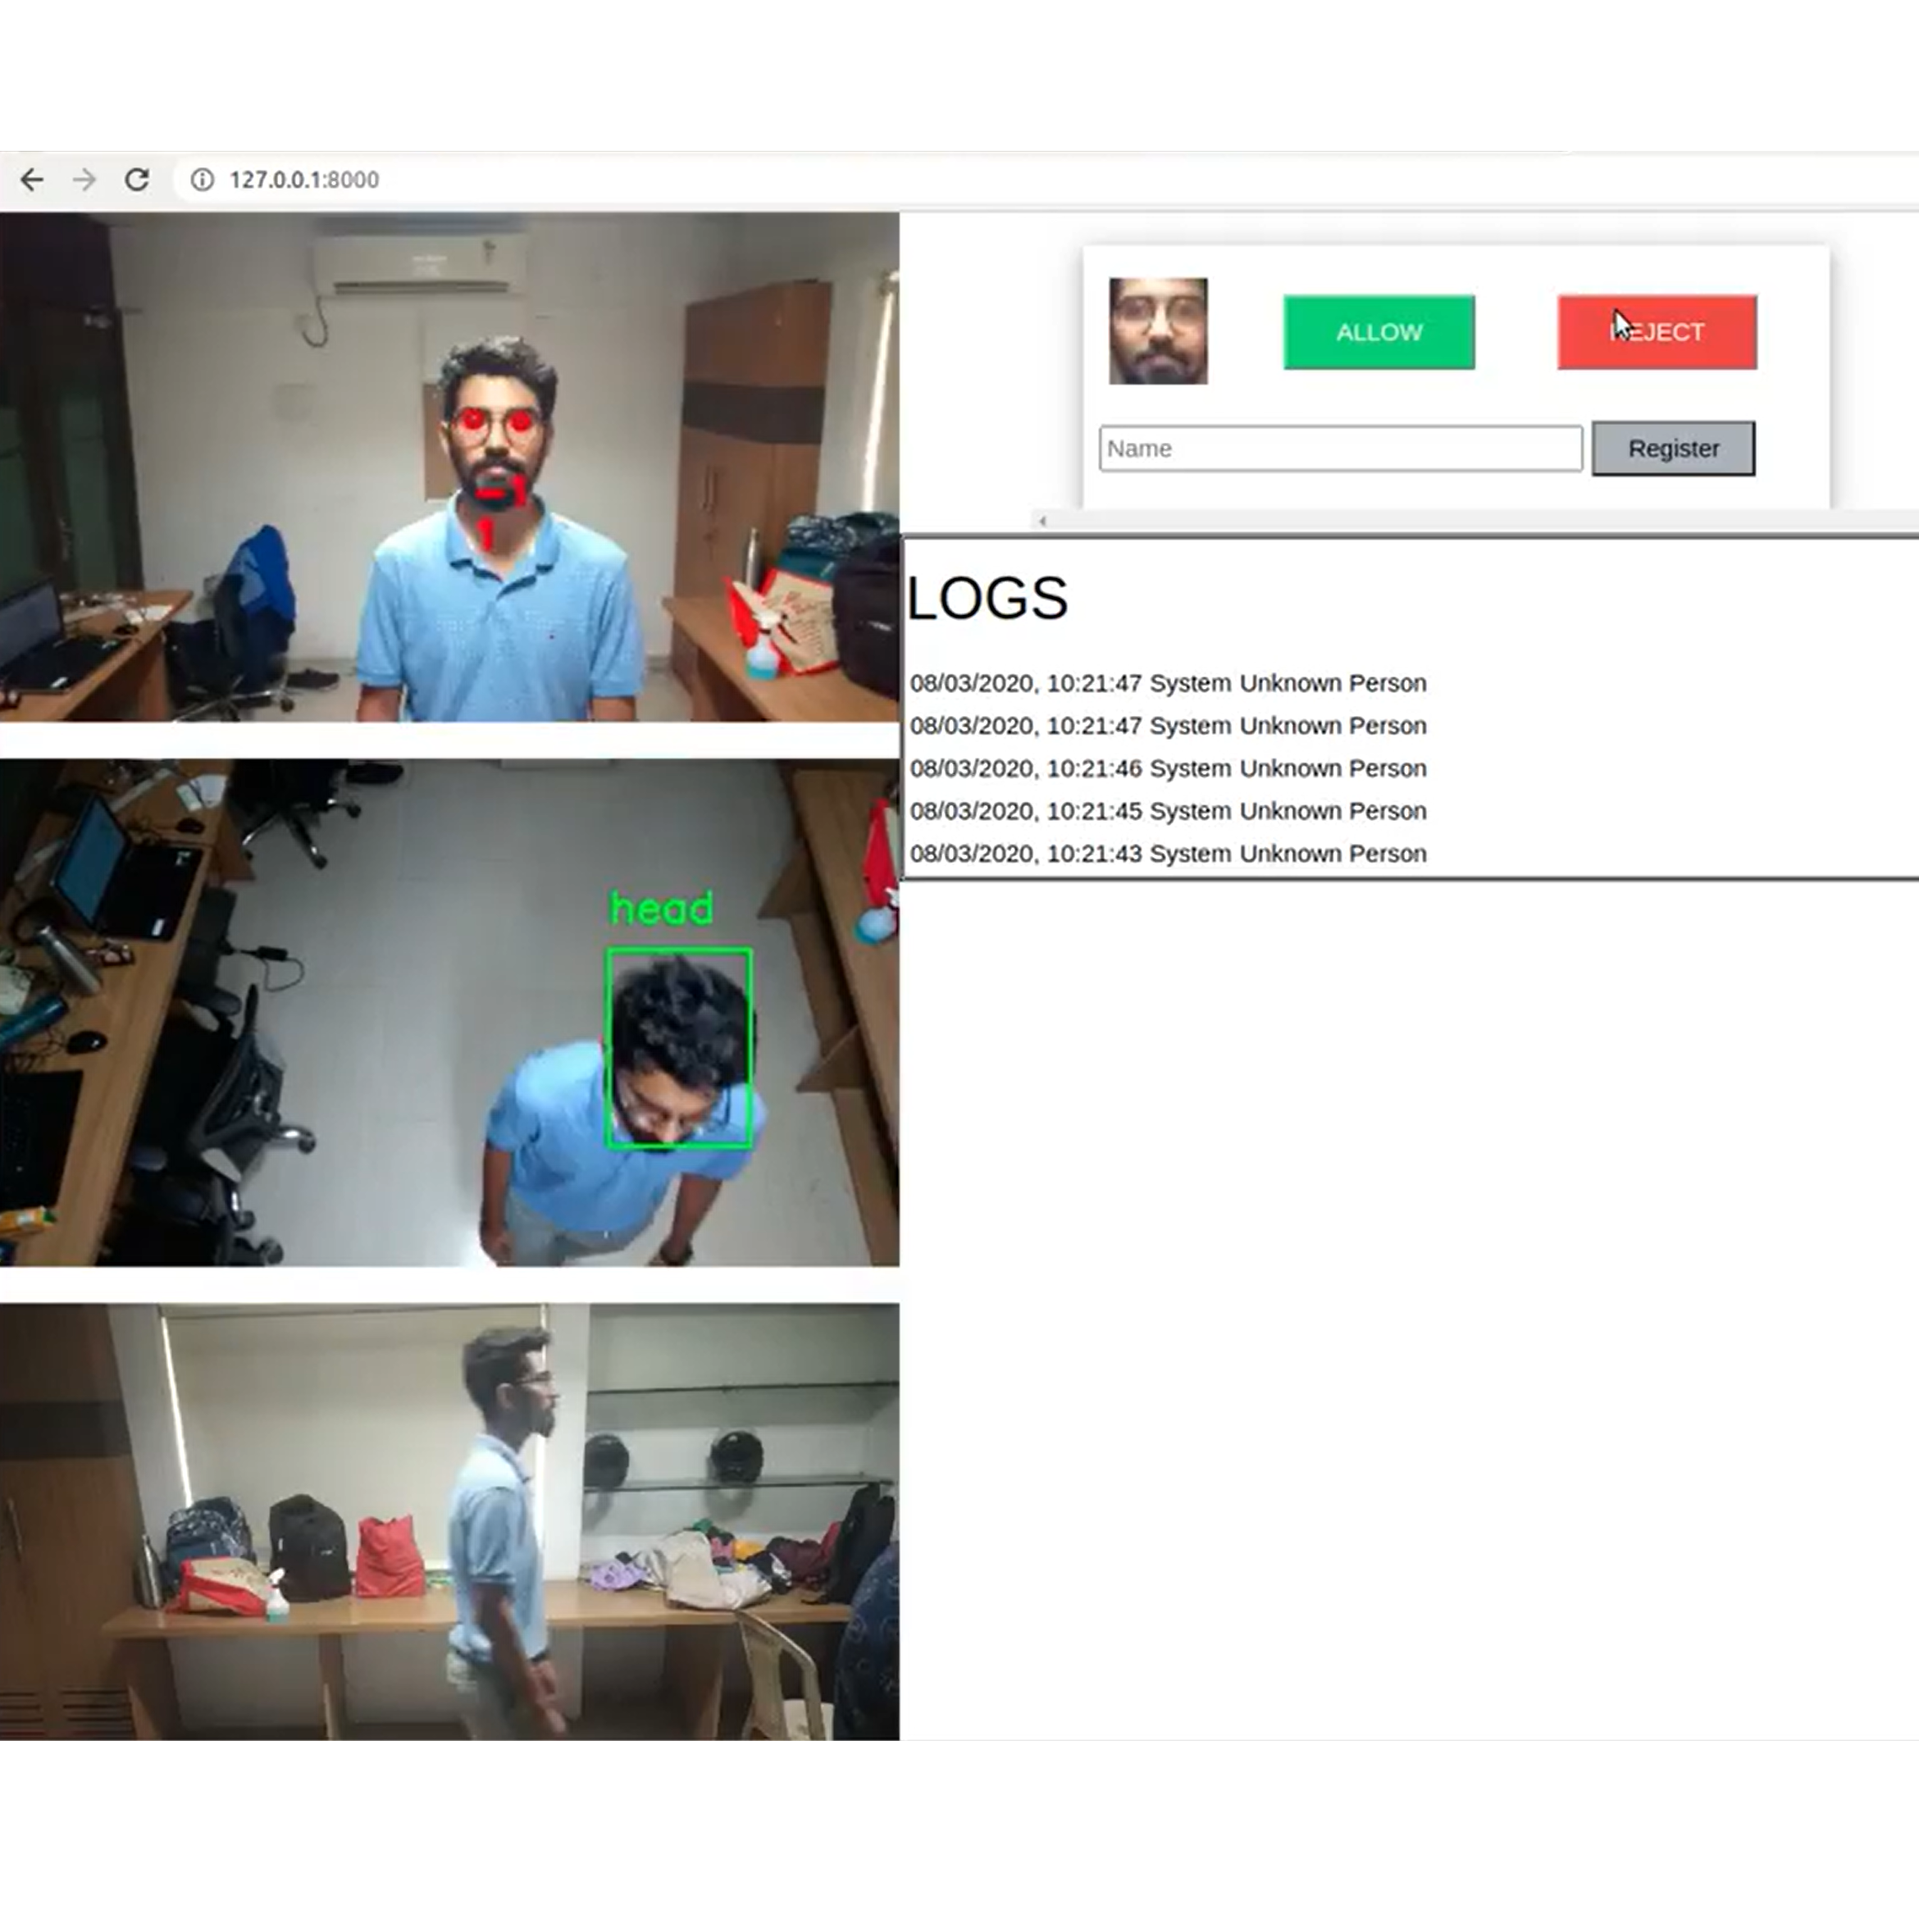 127.0.0.1:8000
ALLOW
REJECT
Name
Register
LOGS
08/03/2020, 10:21:47 System Unknown Person
08/03/2020, 10:21:47 System Unknown Person
08/03/2020, 10:21:46 System Unknown Person
08/03/2020, 10:21:45 System Unknown Person
08/03/2020, 10:21:43 System Unknown Person
head